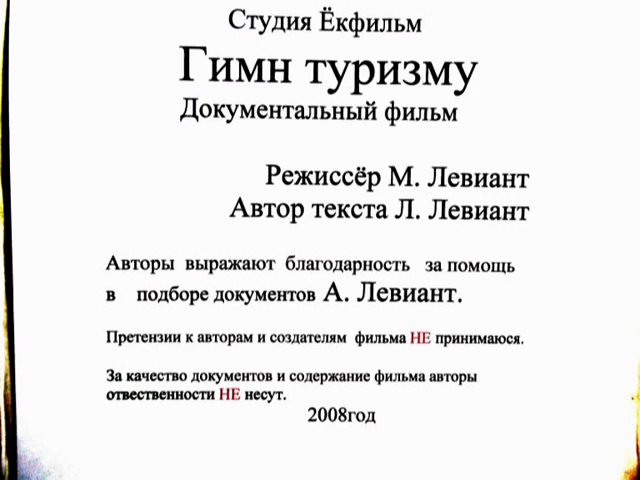 Студия Ёкфильм
Гимн туризму
Документальный фильм
Режиссёр М. Левиант
Автор текста Л. Левиант
Авторы выражают благодарность за помощь
в подборе документов А. Левиант.
Претензии к авторам и создателям фильма НЕ принимаюся.
За качество документов и содержание фильма авторы
отвественности НЕ несут.
2008год